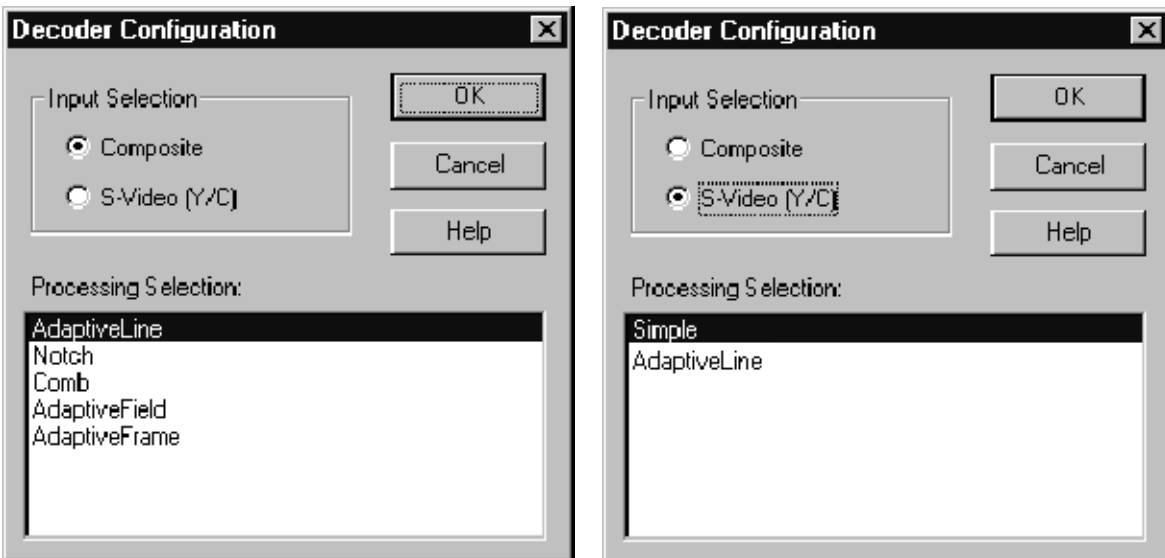 Decoder Configuration
Input Selection
Composite
S-Video (Y/C)
OK
Cancel
Help
Processing Selection:
AdaptiveLine
Notch
Comb
AdaptiveField
AdaptiveFrame
Decoder Configuration
Input Selection
Composite
S-Video (Y/C)
OK
Cancel
Help
Processing Selection:
Simple
AdaptiveLine